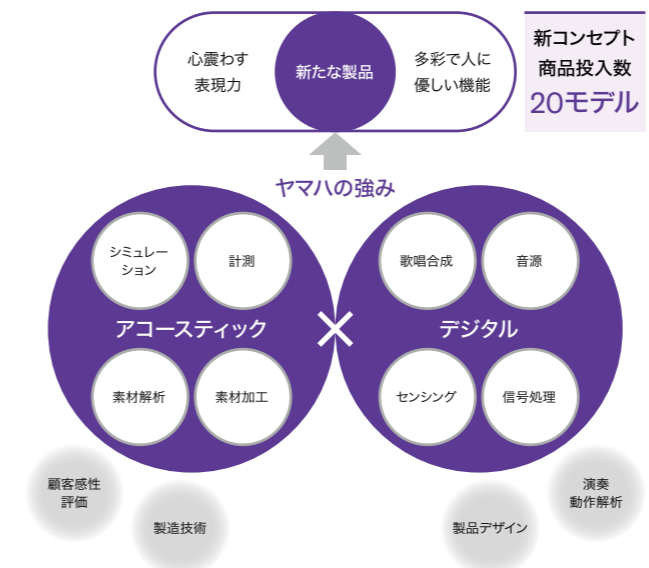 心震わす
表現力
新たな製品
多彩で人に
優しい機能
新コンセプト
商品投入数
20モデル
ヤマハの強み
シミュレー
ション
計測
歌唱合成
音源
アコースティック
×
デジタル
素材解析
素材加工
センシング
信号処理
顧客感性
評価
製造技術
製品デザイン
演奏
動作解析